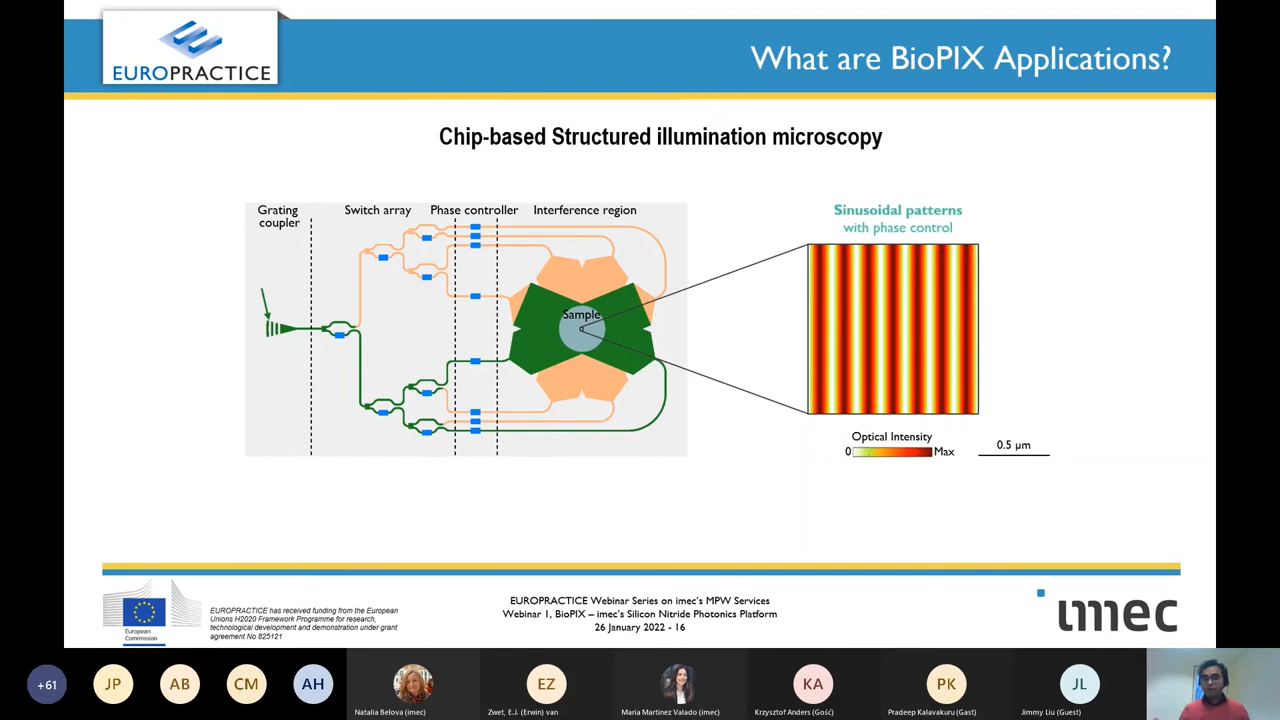 EUROPRACTICE
What are BioPIX Applications?
Chip-based Structured illumination microscopy
Grating
coupler
Switch array
Phase controller
Interference region
Sample
Sinusoidal patterns
with phase control
Optical Intensity
0
Max
0.5 µm
European
Commission
EUROPRACTICE has received funding from the European
Unions H2020 Framework Programme for research,
technological development and demonstration under grant
agreement No 825121
EUROPRACTICE Webinar Series on imec's MPW Services
Webinar 1, BioPIX – imec's Silicon Nitride Photonics Platform
26 January 2022 - 16
imec
+61
JP
AB
CM
AH
Natalia Belova (imec)
EZ
Zwet, E.J. (Erwin) van
Maria Martinez Valado (imec)
KA
Krzysztof Anders (Gość)
PK
Pradeep Kalavakuru (Gast)
JL
Jimmy Liu (Guest)